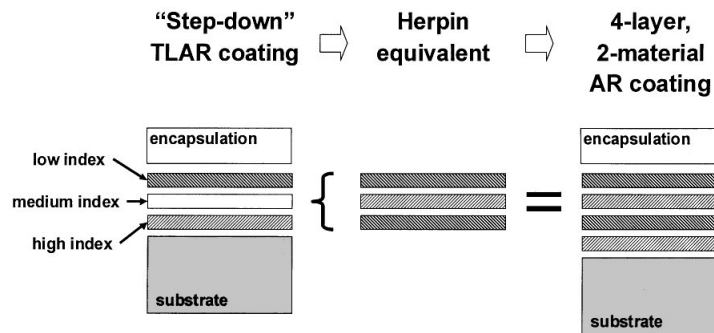 “Step-down”
TLAR coating
Herpin
equivalent
4-layer,
2-material
AR coating
encapsulation
low index
medium index
high index
substrate
encapsulation
substrate